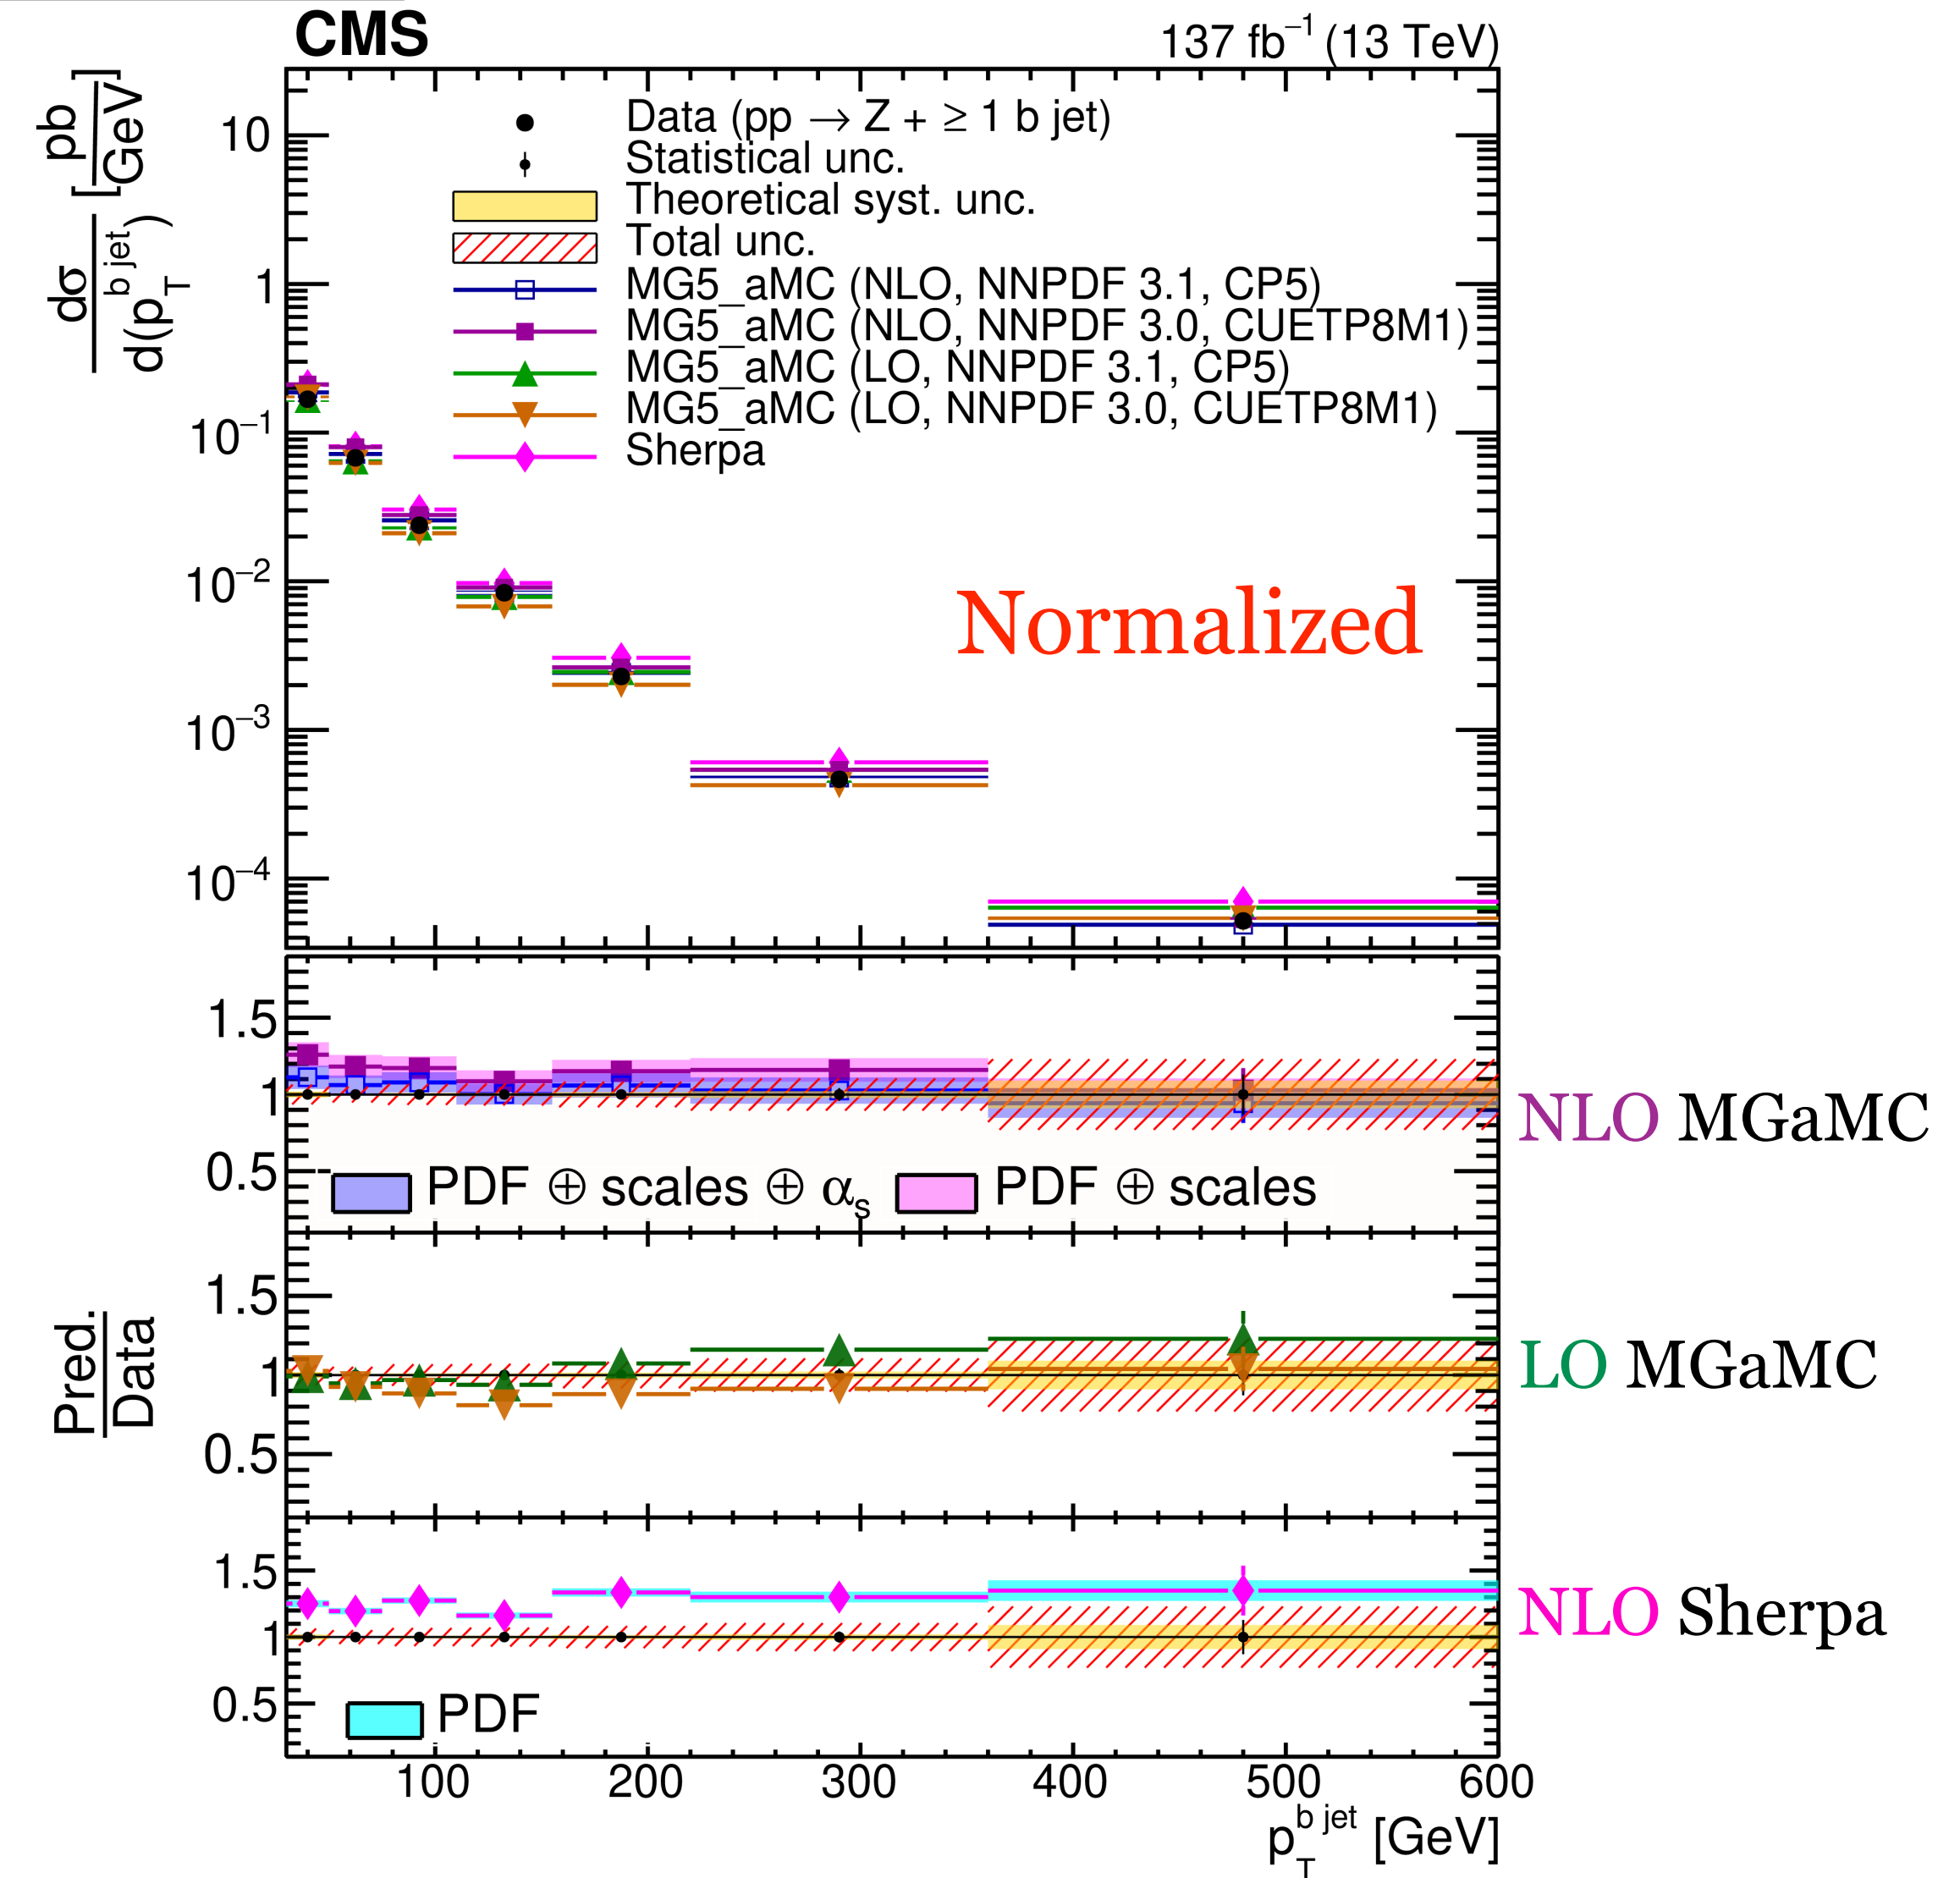 CMS
137 fb⁻¹ (13 TeV)
dσ
d(p_T^{b jet})
[pb
GeV]
10
1
10⁻¹
10⁻²
10⁻³
10⁻⁴
Data (pp → Z + ≥ 1 b jet)
Statistical unc.
Theoretical syst. unc.
Total unc.
MG5_aMC (NLO, NNPDF 3.1, CP5)
MG5_aMC (NLO, NNPDF 3.0, CUETP8M1)
MG5_aMC (LO, NNPDF 3.1, CP5)
MG5_aMC (LO, NNPDF 3.0, CUETP8M1)
Sherpa
Normalized
1.5
1
0.5
PDF ⊕ scales ⊕ α_s
PDF ⊕ scales
NLO MGaMC
Pred.
Data
1.5
1
0.5
LO MGaMC
1.5
1
0.5
PDF
NLO Sherpa
100 200 300 400 500 600
p_T^{b jet} [GeV]